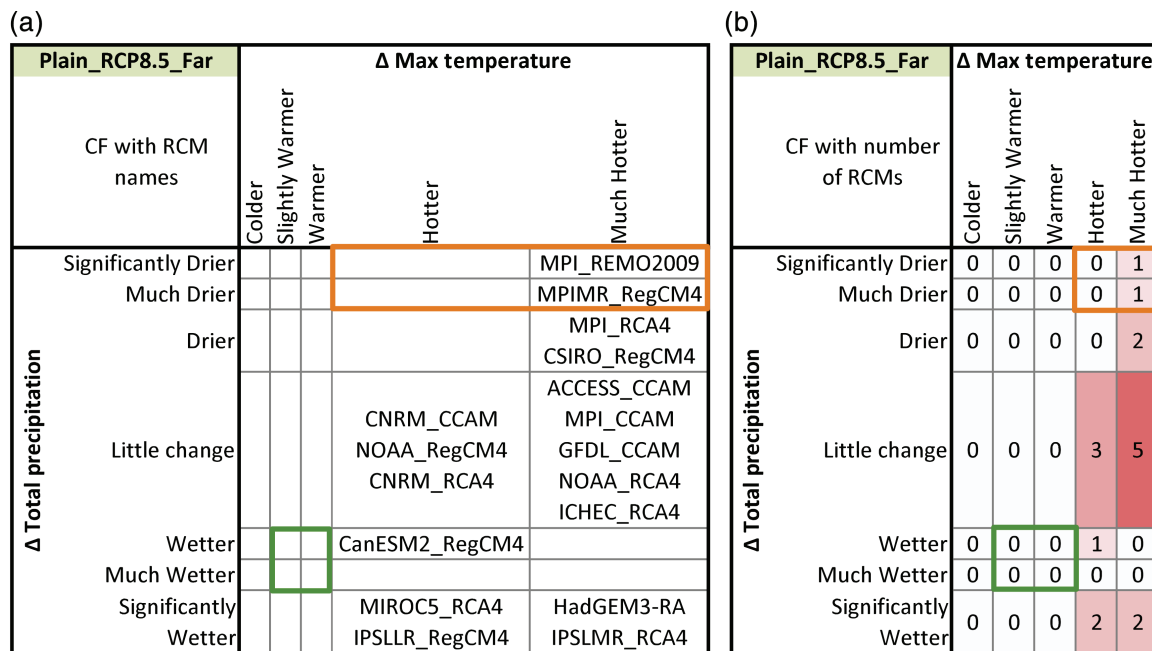 (a)
Plain_RCP8.5_Far
Δ Max temperature
CF with RCM
names
Colder
Slightly Warmer
Warmer
Hotter
Much Hotter
Δ Total precipitation
Significantly Drier
MPI_REMO2009
Much Drier
MPIMR_RegCM4
Drier
MPI_RCA4
CSIRO_RegCM4
Little change
CNRM_CCAM
NOAA_RegCM4
CNRM_RCA4
ACCESS_CCAM
MPI_CCAM
GFDL_CCAM
NOAA_RCA4
ICHEC_RCA4
Wetter
CanESM2_RegCM4
Much Wetter
Significantly
Wetter
MIROC5_RCA4
IPSLLR_RegCM4
HadGEM3-RA
IPSLMR_RCA4
(b)
Plain_RCP8.5_Far
Δ Max temperature
CF with number
of RCMs
Colder
Slightly Warmer
Warmer
Hotter
Much Hotter
Δ Total precipitation
Significantly Drier 0 0 0 0 1
Much Drier 0 0 0 0 1
Drier 0 0 0 0 2
Little change 0 0 0 3 5
Wetter 0 0 0 1 0
Much Wetter 0 0 0 0 0
Significantly
Wetter
0 0 0 2 2